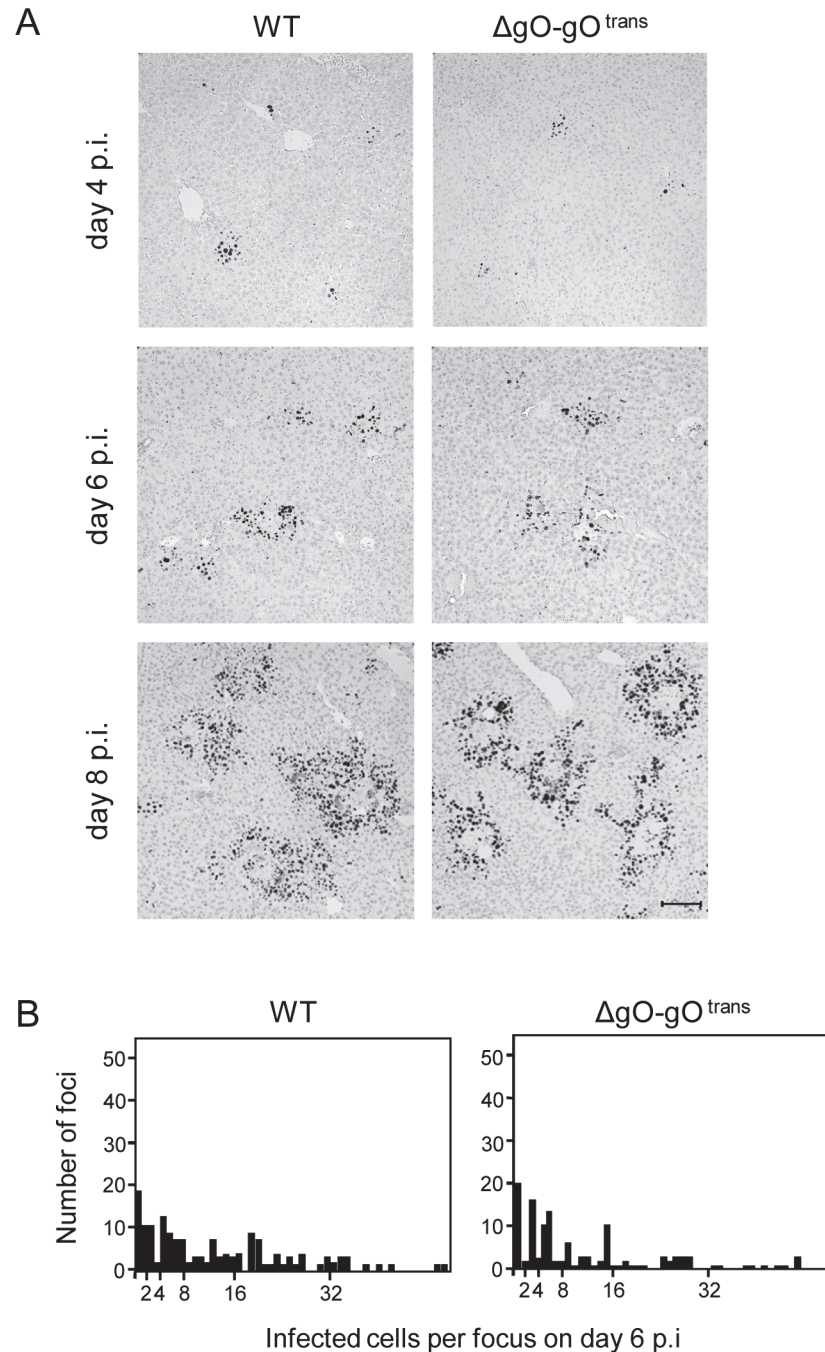 A
WT
ΔgO-gO trans
day 4 p.i.
day 6 p.i.
day 8 p.i.
B
WT
ΔgO-gO trans
Number of foci
50
40
30
20
10
0
2 4 8 16 32
50
40
30
20
10
0
2 4 8 16 32
Infected cells per focus on day 6 p.i